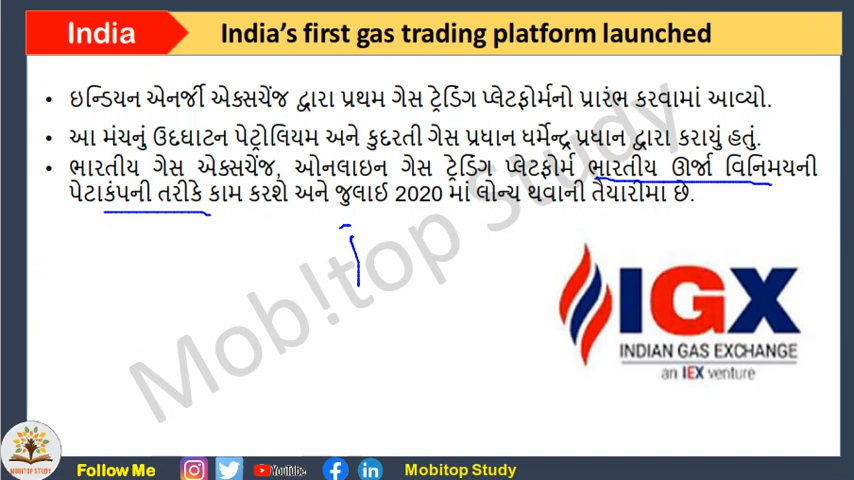 India
India's first gas trading platform launched
• ઇન્ડિયન એનર્જી એક્સચેંજ દ્વારા પ્રથમ ગેસ ટ્રેડિંગ પ્લેટફોર્મનો પ્રારંભ કરવામાં આવ્યો.
• આ મંચનું ઉદઘાટન પેટ્રોલિયમ અને કુદરતી ગેસ પ્રધાન ધર્મેન્દ્ર પ્રધાન દ્વારા કરાયું હતું.
• ભારતીય ગેસ એક્સચેંજ, ઓનલાઇન ગેસ ટ્રેડિંગ પ્લેટફોર્મ ભારતીય ઊર્જા વિનિમયની
પેટાકંપની તરીકે કામ કરશે અને જુલાઈ 2020 માં લોન્ચ થવાની તૈયારીમાં છે.
Mob!top Study
IGX
INDIAN GAS EXCHANGE
an IEX venture
MOBITOP STUDY
Follow Me
YouTube
Mobitop Study